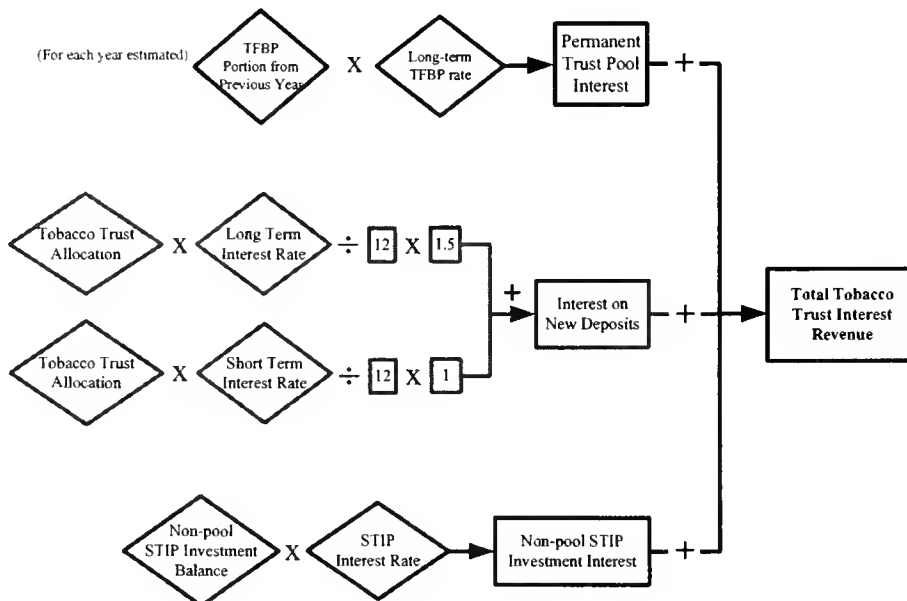 (For each year estimated)
TFBP
Portion from
Previous Year
X
Long-term
TFBP rate
Permanent
Trust Pool
Interest
+
Tobacco Trust
Allocation
X
Long Term
Interest Rate
÷
12
X
1.5
+
Interest on
New Deposits
+
Total Tobacco
Trust Interest
Revenue
Tobacco Trust
Allocation
X
Short Term
Interest Rate
÷
12
X
1
Non-pool
STIP Investment
Balance
X
STIP
Interest Rate
Non-pool STIP
Investment Interest
+